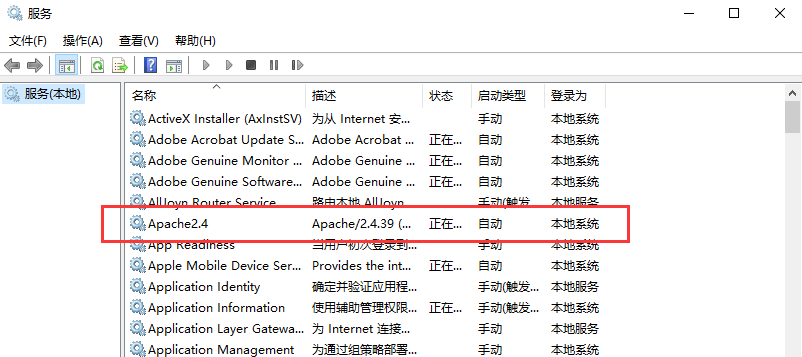 服务
文件(F) 操作(A) 查看(V) 帮助(H)
服务(本地)
名称 描述 状态 启动类型 登录为
ActiveX Installer (AxInstSV) 为从 Internet 安... 手动 本地系统
Adobe Acrobat Update S... Adobe Acrobat ... 正在... 自动 本地系统
Adobe Genuine Monitor ... Adobe Genuine ... 正在... 自动 本地系统
Adobe Genuine Software... Adobe Genuine ... 正在... 自动 本地系统
AllJoyn Router Service 路由本地 AllJoyn... 手动(触发... 本地服务
Apache2.4 Apache/2.4.39 (... 正在... 自动 本地系统
App Readiness 当用户初次登录到... 手动 本地系统
Apple Mobile Device Ser... Provides the int... 正在... 自动 本地系统
Application Identity 确定并验证应用程... 手动(触发... 本地服务
Application Information 使用辅助管理权限... 正在... 手动(触发... 本地系统
Application Layer Gatewa... 为 Internet 连接... 手动 本地服务
Application Management 为通过组策略部署... 手动 本地系统